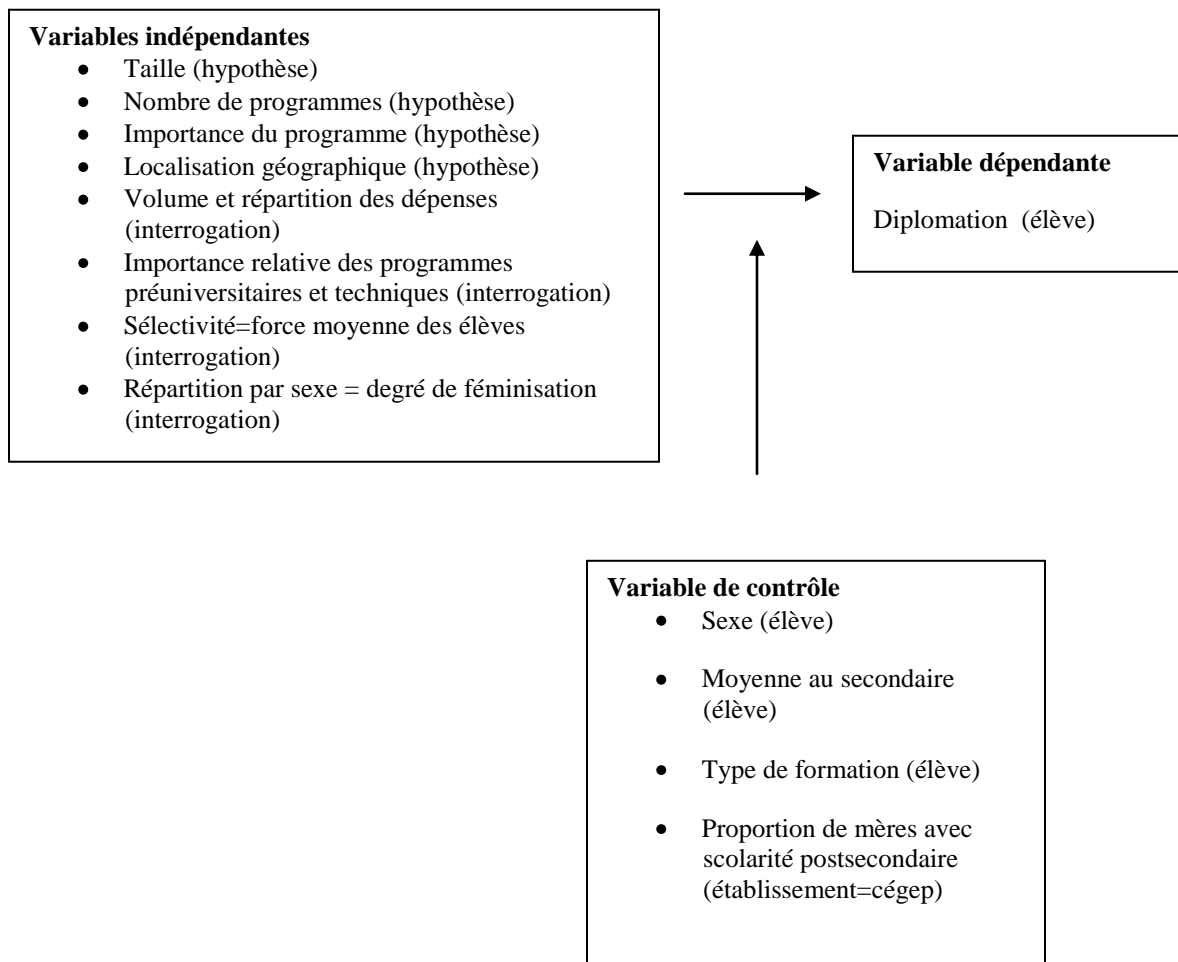 Variables indépendantes
• Taille (hypothèse)
• Nombre de programmes (hypothèse)
• Importance du programme (hypothèse)
• Localisation géographique (hypothèse)
• Volume et répartition des dépenses
(interrogation)
• Importance relative des programmes
préuniversitaires et techniques (interrogation)
• Sélectivité=force moyenne des élèves
(interrogation)
• Répartition par sexe = degré de féminisation
(interrogation)
Variable dépendante
Diplomation (élève)
Variable de contrôle
• Sexe (élève)
• Moyenne au secondaire
(élève)
• Type de formation (élève)
• Proportion de mères avec
scolarité postsecondaire
(établissement=cégep)